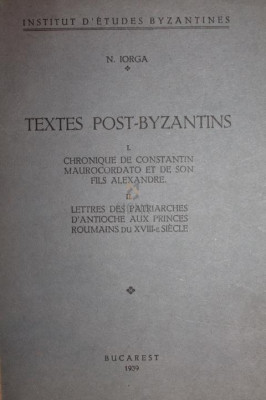 INSTITUT D'ÉTUDES BYZANTINES
N. IORGA
TEXTES POST-BYZANTINS
I.
CHRONIQUE DE CONSTANTIN
MAUROCORDATO ET DE SON
FILS ALEXANDRE.
II.
LETTRES DES PATRIARCHES
D'ANTIOCHE AUX PRINCES
ROUMAINS DU XVIII-e SIÈCLE
BUCAREST
1939